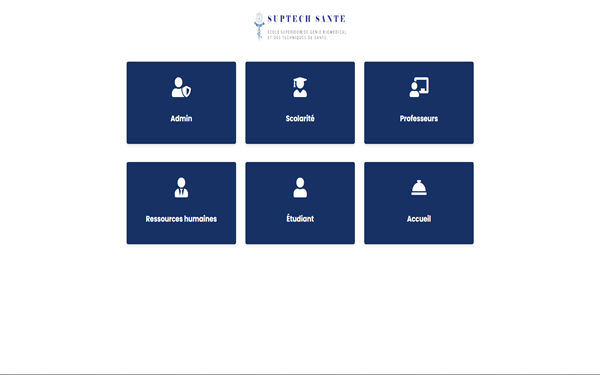 SUPTECH SANTE
ECOLE SUPERIEURE DE GENIE BIOMEDICAL
ET DES TECHNIQUES DE SANTE
Admin
Scolarité
Professeurs
Ressources humaines
Étudiant
Accueil